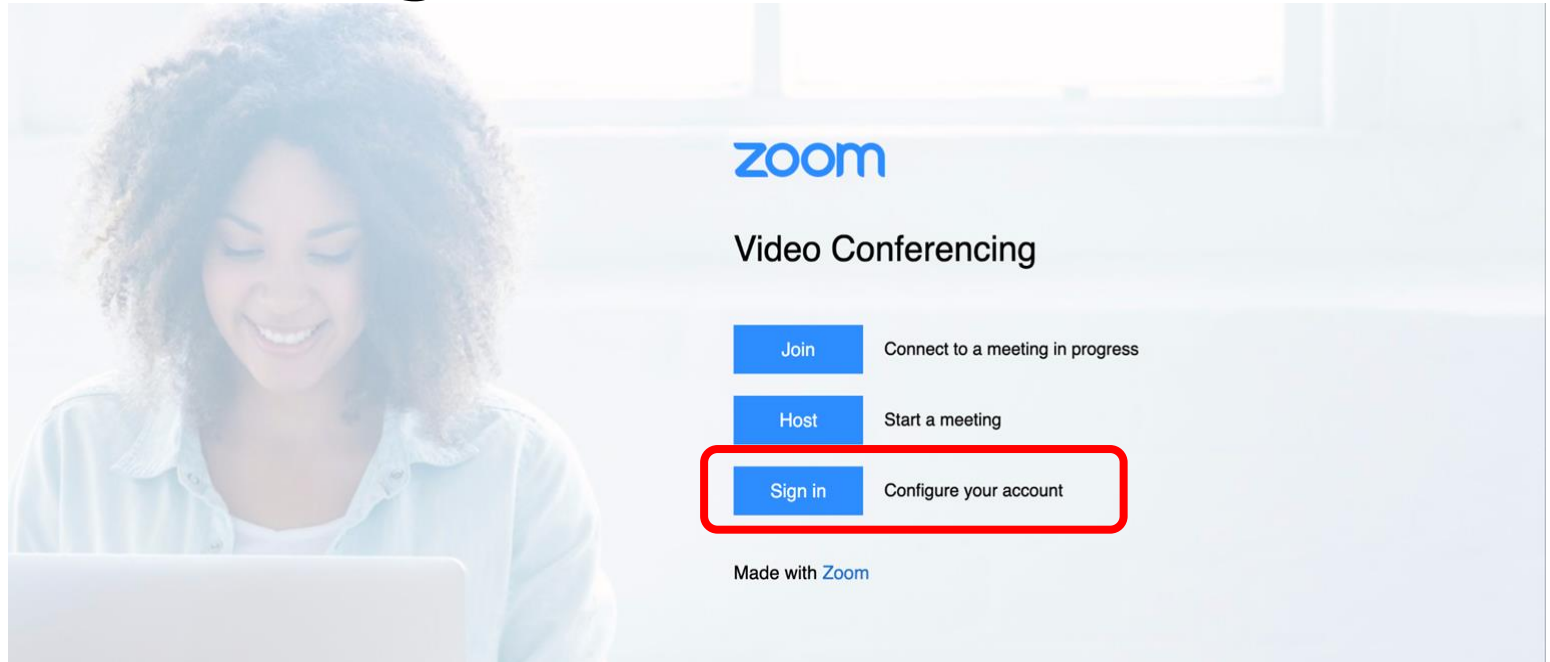 zoom
Video Conferencing
Join Connect to a meeting in progress
Host Start a meeting
Sign in Configure your account
Made with Zoom